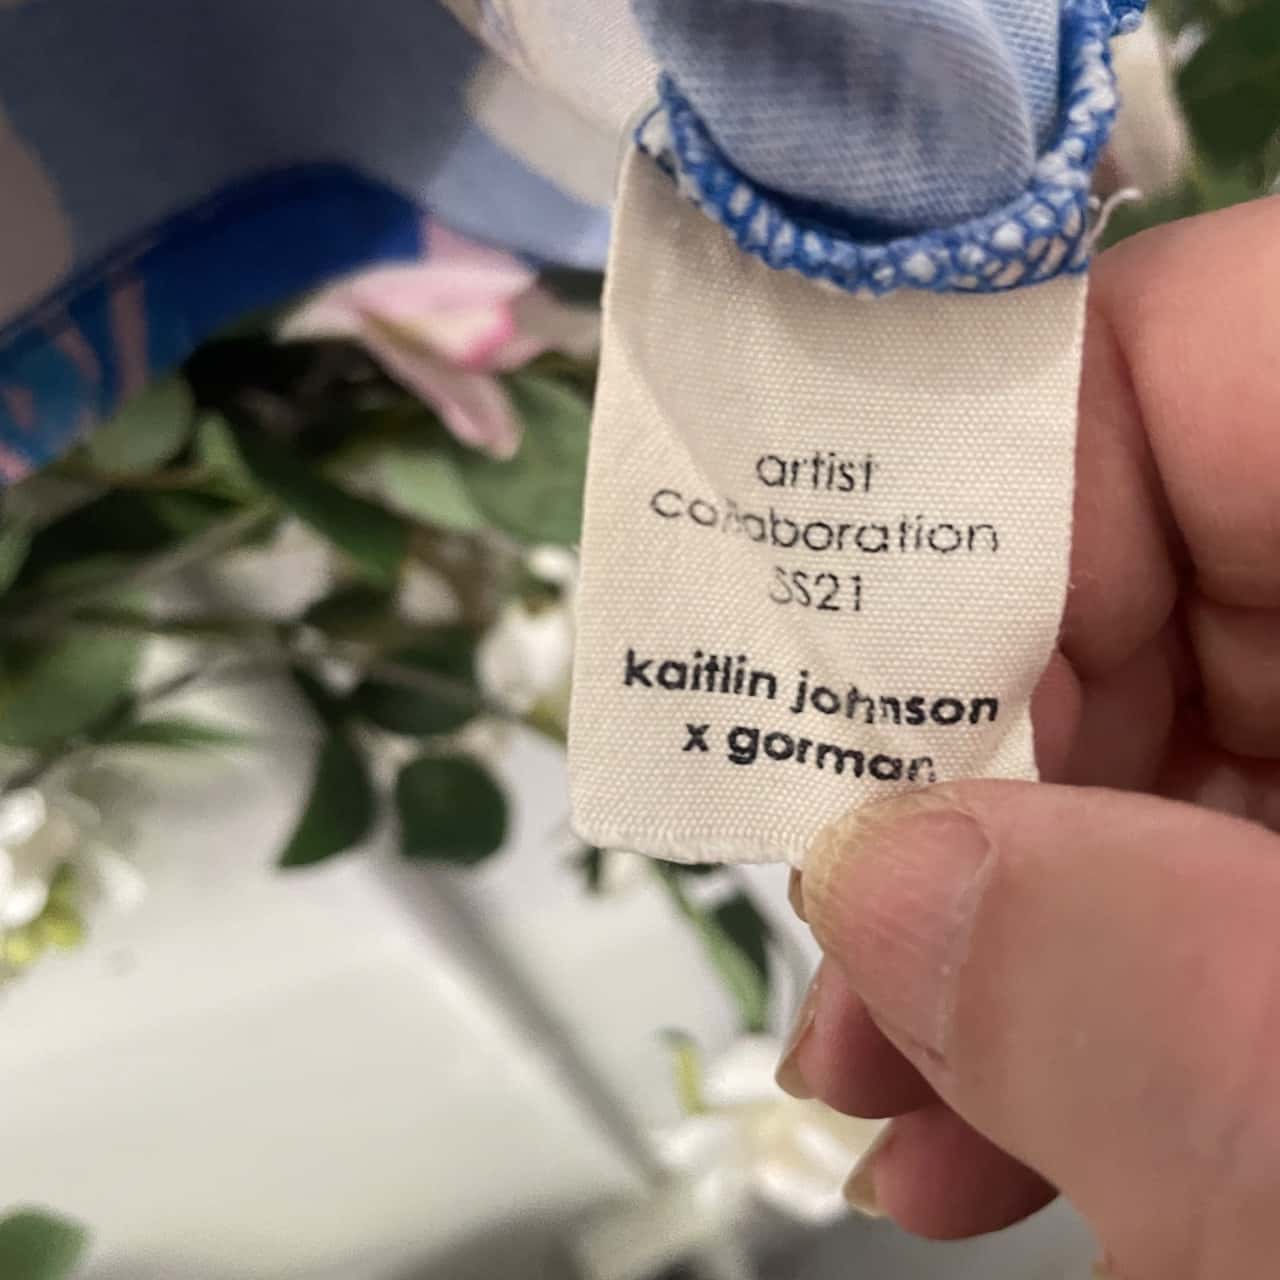 artist
collaboration
SS21
kaitlin johnson
x gorman